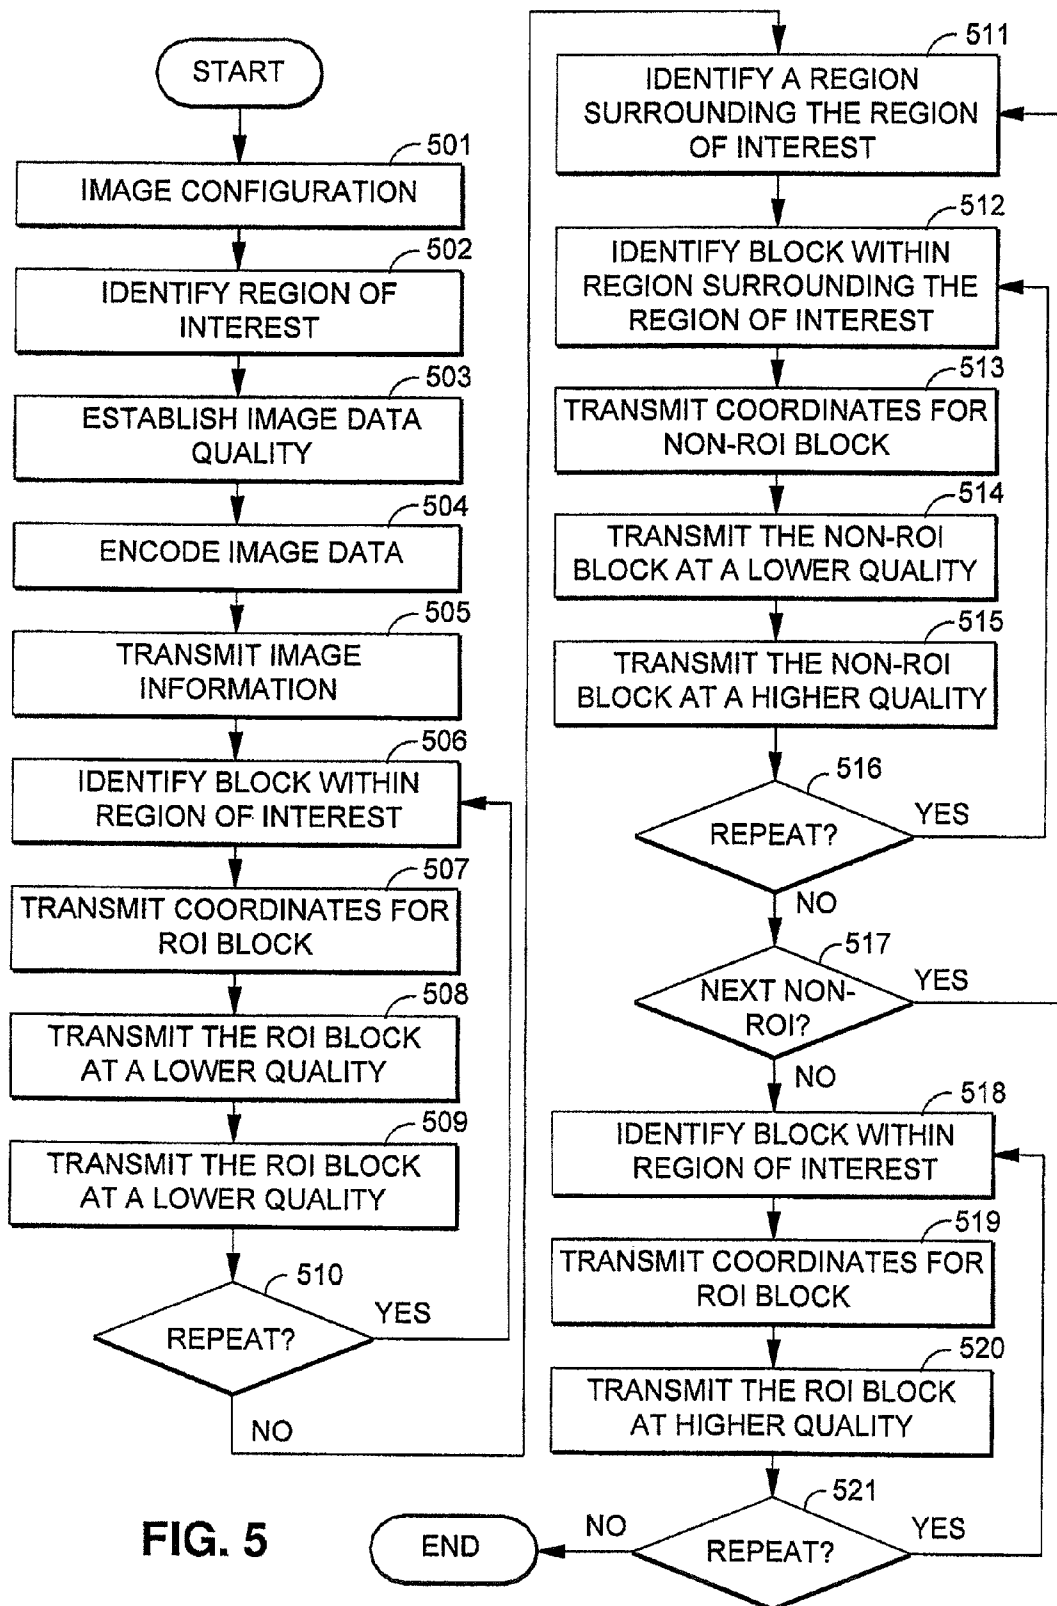 START
501
IMAGE CONFIGURATION
502
IDENTIFY REGION OF
INTEREST
503
ESTABLISH IMAGE DATA
QUALITY
504
ENCODE IMAGE DATA
505
TRANSMIT IMAGE
INFORMATION
506
IDENTIFY BLOCK WITHIN
REGION OF INTEREST
507
TRANSMIT COORDINATES FOR
ROI BLOCK
508
TRANSMIT THE ROI BLOCK
AT A LOWER QUALITY
509
TRANSMIT THE ROI BLOCK
AT A LOWER QUALITY
510
REPEAT?
YES
NO
511
IDENTIFY A REGION
SURROUNDING THE REGION
OF INTEREST
512
IDENTIFY BLOCK WITHIN
REGION SURROUNDING THE
REGION OF INTEREST
513
TRANSMIT COORDINATES FOR
NON-ROI BLOCK
514
TRANSMIT THE NON-ROI
BLOCK AT A LOWER QUALITY
515
TRANSMIT THE NON-ROI
BLOCK AT A HIGHER QUALITY
516
REPEAT?
YES
NO
517
NEXT NON-
ROI?
YES
NO
518
IDENTIFY BLOCK WITHIN
REGION OF INTEREST
519
TRANSMIT COORDINATES FOR
ROI BLOCK
520
TRANSMIT THE ROI BLOCK
AT HIGHER QUALITY
521
REPEAT?
YES
NO
END
FIG. 5